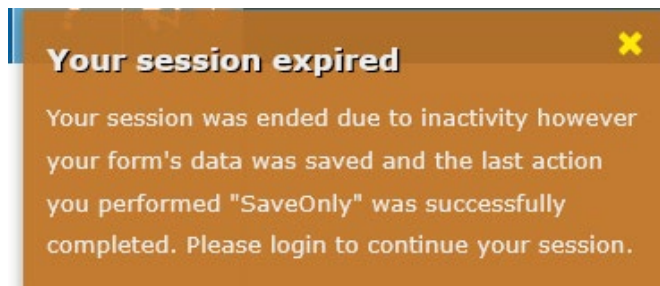 Your session expired
Your session was ended due to inactivity however
your form's data was saved and the last action
you performed "SaveOnly" was successfully
completed. Please login to continue your session.